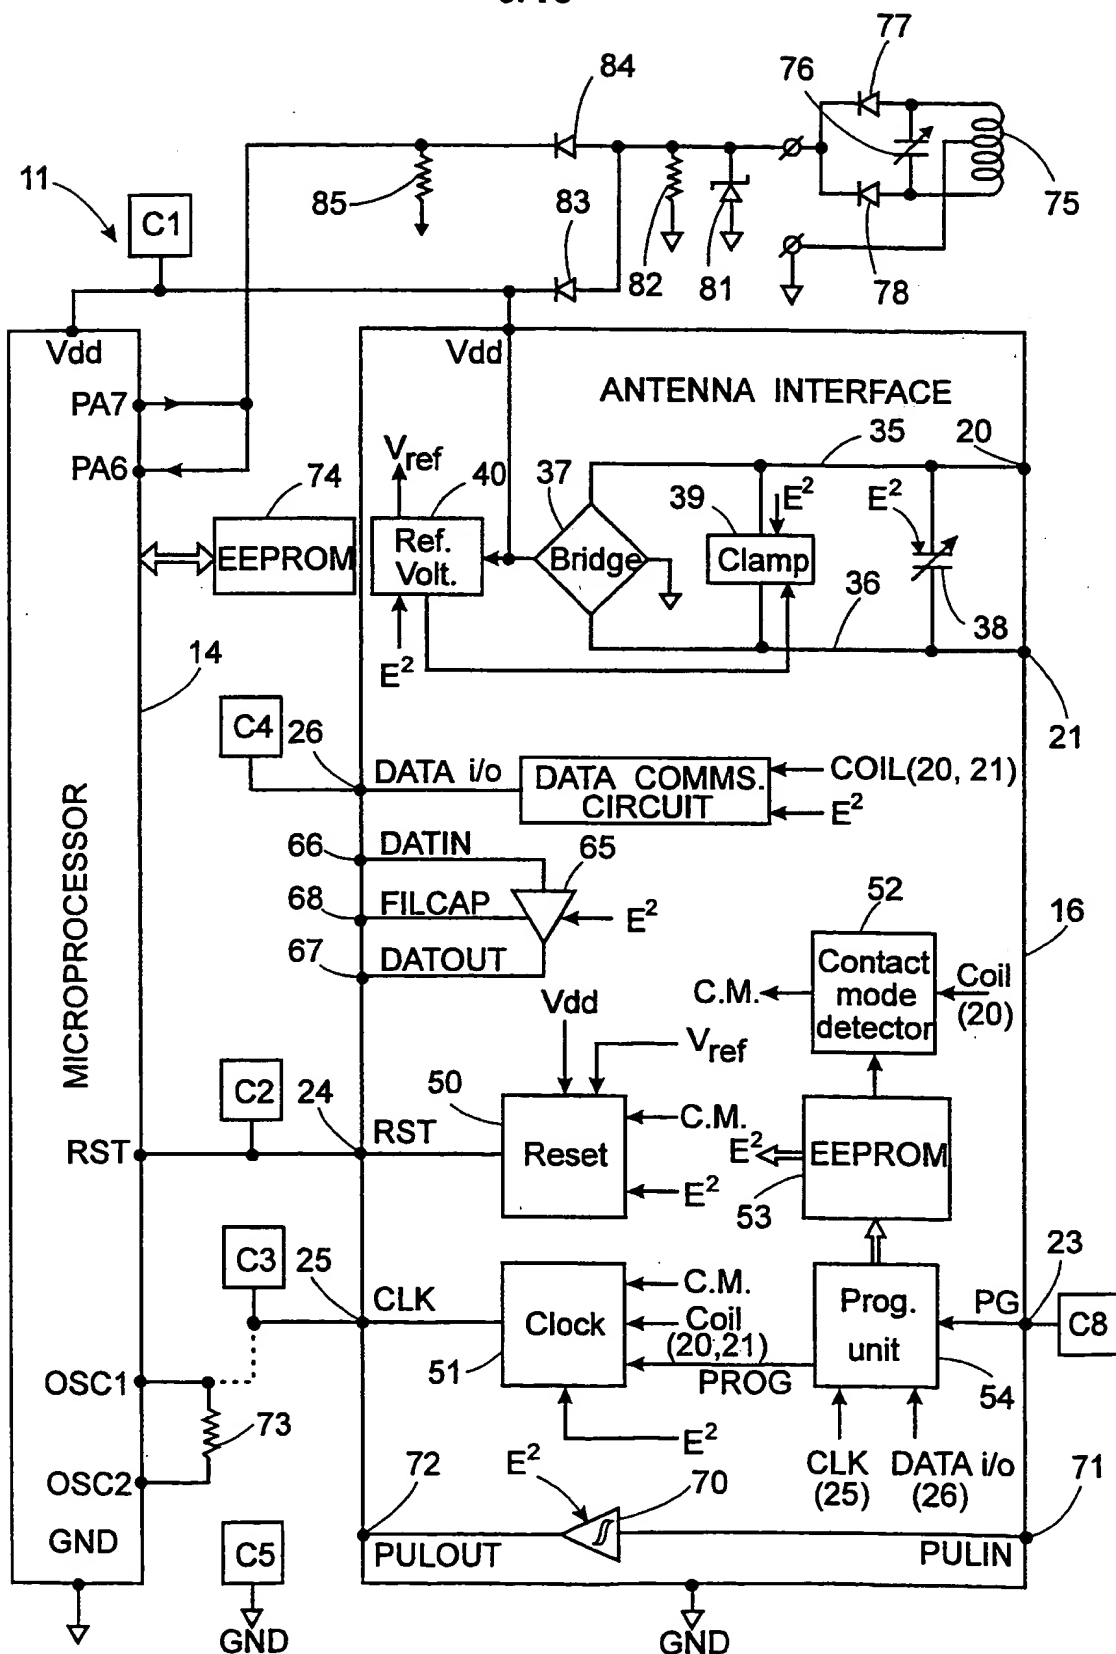 77
84
76
11
C1
85
83
82
81
78
75
Vdd
Vdd
ANTENNA INTERFACE
PA7
PA6
Vref
35
20
74
40
37
39
E²
E²
EEPROM
Ref.
Volt.
Bridge
Clamp
36
38
E²
14
21
C4
26
DATA i/o
DATA COMMS.
CIRCUIT
COIL(20, 21)
E²
MICROPROCESSOR
66
DATIN
65
68
FILCAP
E²
67
DATOUT
52
16
Contact
mode
detector
C.M.
Coil
(20)
Vdd
Vref
C2
24
50
RST
RST
Reset
C.M.
E²
E²
EEPROM
53
C3
25
CLK
Clock
C.M.
Coil
(20,21)
51
PROG
Prog.
unit
PG
23
C8
54
OSC1
73
OSC2
E²
CLK
(25)
DATA i/o
(26)
E²
72
70
71
GND
C5
PULOUT
PULIN
GND
GND